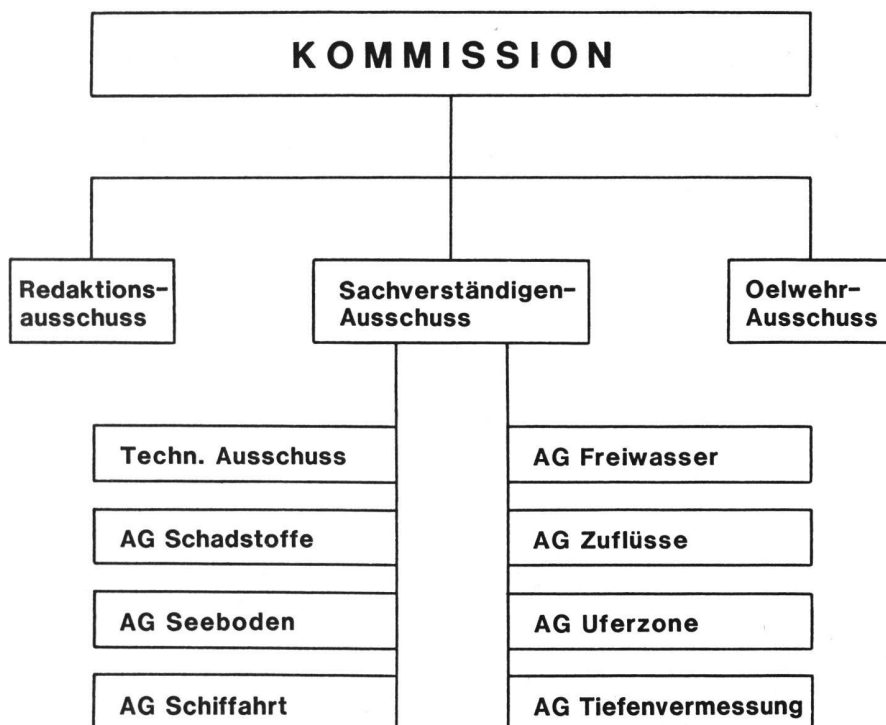 KOMMISSION
Redaktions-
ausschuss
Sachverständigen-
Ausschuss
Oelwehr-
Ausschuss
Techn. Ausschuss
AG Schadstoffe
AG Seeboden
AG Schiffahrt
AG Freiwasser
AG Zuflüsse
AG Uferzone
AG Tiefenvermessung